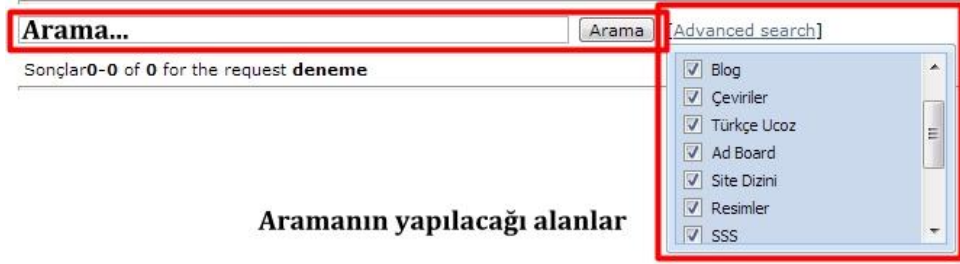 Arama... Arama [Advanced search]
Sonçlar0-0 of 0 for the request deneme
Blog
Çeviriler
Türkçe Ucoz
Ad Board
Site Dizini
Resimler
SSS
Aramanın yapılacağı alanlar